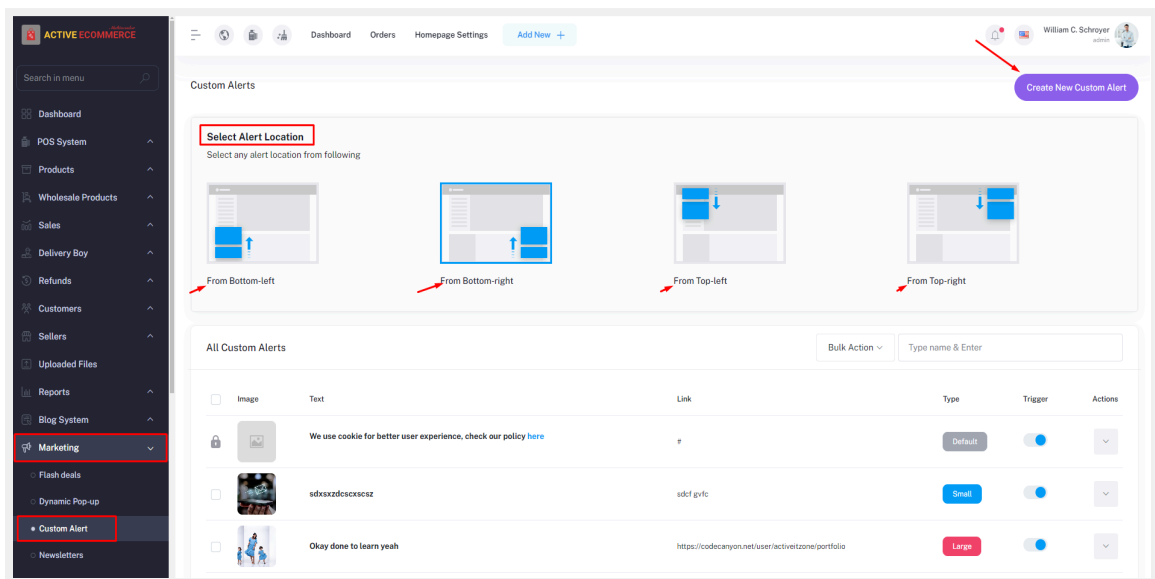 ACTIVE ECOMMERCE
Dashboard
Orders
Homepage Settings
Add New +
William C. Schroyer
admin
Search in menu
Custom Alerts
Create New Custom Alert
Dashboard
POS System
Products
Wholesale Products
Sales
Delivery Boy
Refunds
Customers
Sellers
Uploaded Files
Reports
Blog System
Marketing
Flash deals
Dynamic Pop-up
Custom Alert
Newsletters
Select Alert Location
Select any alert location from following
From Bottom-left
From Bottom-right
From Top-left
From Top-right
All Custom Alerts
Bulk Action
Type name & Enter
Image
Text
Link
Type
Trigger
Actions
We use cookie for better user experience, check our policy here
#
Default
sdxsxzdcscxscsz
sdcf gvfc
Small
Okay done to learn yeah
https://codecanyon.net/user/activeitzone/portfolio
Large